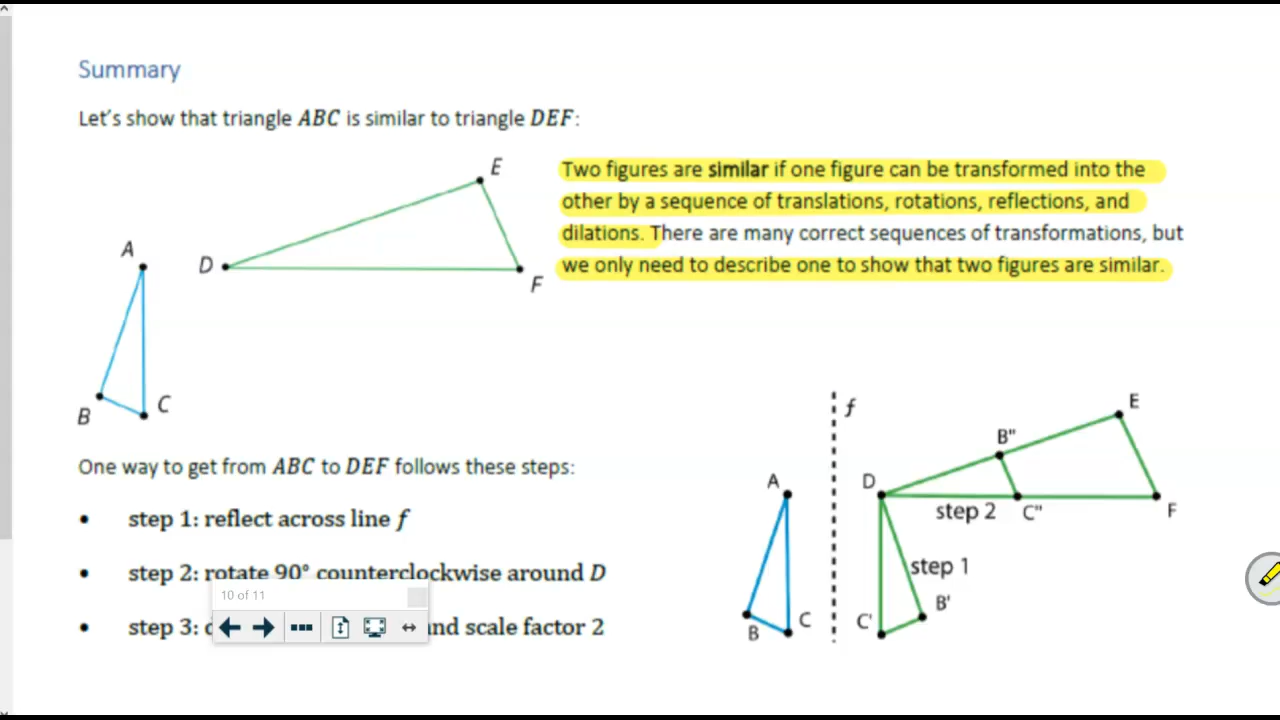 Summary
Let's show that triangle ABC is similar to triangle DEF:
E
D
F
A
B
C
Two figures are similar if one figure can be transformed into the
other by a sequence of translations, rotations, reflections, and
dilations. There are many correct sequences of transformations, but
we only need to describe one to show that two figures are similar.
One way to get from ABC to DEF follows these steps:
• step 1: reflect across line f
• step 2: rotate 90° counterclockwise around D
• step 3: and scale factor 2
10 of 11
f
E
B"
A
D
step 2
C"
F
step 1
B'
C
C'
B